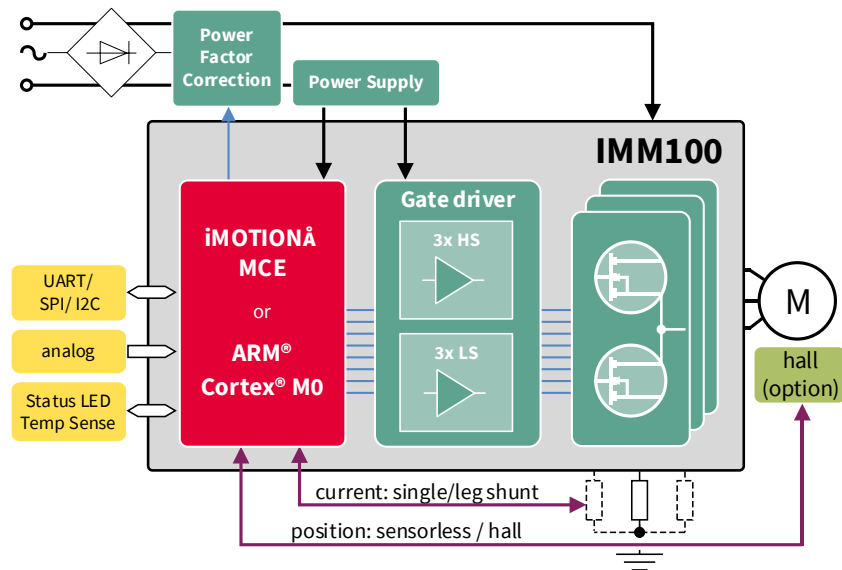 Power
Factor
Correction
Power Supply
IMM100
iMOTIONÅ
MCE
or
ARM®
Cortex® M0
Gate driver
3x HS
3x LS
UART/
SPI/ I2C
analog
Status LED
Temp Sense
M
hall
(option)
current: single/leg shunt
position: sensorless / hall